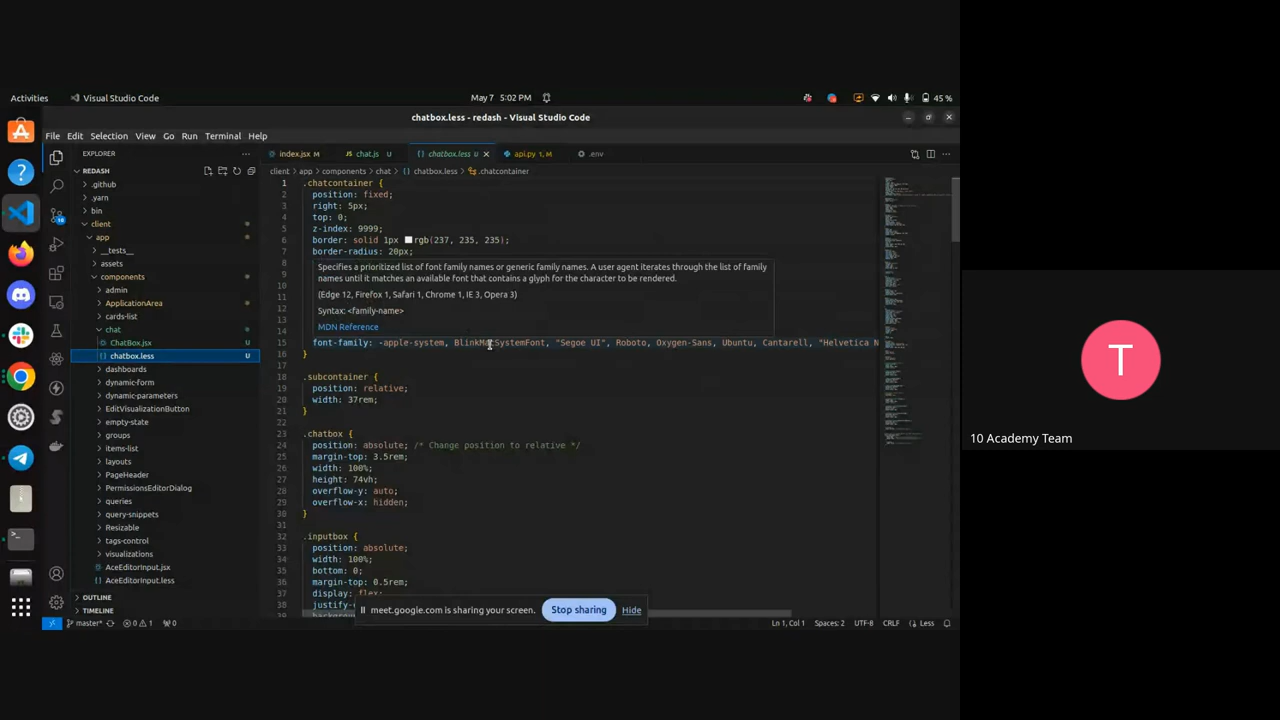 Activities
Visual Studio Code
May 7 5:02 PM
45 %
chatbox.less - redash - Visual Studio Code
File Edit Selection View Go Run Terminal Help
EXPLORER
index.jsx M
chat.js U
chatbox.less U
api.py 1, M
.env
REDASH
client > app > components > chat > chatbox.less > .chatcontainer
.github
.yarn
bin
client
app
__tests__
assets
components
admin
ApplicationArea
cards-list
chat
ChatBox.jsx U
chatbox.less U
dashboards
dynamic-form
dynamic-parameters
EditVisualizationButton
empty-state
groups
items-list
layouts
PageHeader
PermissionsEditorDialog
queries
query-snippets
Resizable
tags-control
visualizations
AceEditorInput.jsx
AceEditorInput.less
OUTLINE
TIMELINE
1 .chatcontainer {
2 position: fixed;
3 right: 5px;
4 top: 0;
5 z-index: 9999;
6 border: solid 1px rgb(237, 235, 235);
7 border-radius: 20px;
8
9
10
11
12
13
14
Specifies a prioritized list of font family names or generic family names. A user agent iterates through the list of family
names until it matches an available font that contains a glyph for the character to be rendered.
(Edge 12, Firefox 1, Safari 1, Chrome 1, IE 3, Opera 3)
Syntax: <family-name>
MDN Reference
15 font-family: -apple-system, BlinkMacSystemFont, "Segoe UI", Roboto, Oxygen-Sans, Ubuntu, Cantarell, "Helvetica N
16 }
17
18 .subcontainer {
19 position: relative;
20 width: 37rem;
21 }
22
23 .chatbox {
24 position: absolute; /* Change position to relative */
25 margin-top: 3.5rem;
26 width: 100%;
27 height: 74vh;
28 overflow-y: auto;
29 overflow-x: hidden;
30 }
31
32 .inputbox {
33 position: absolute;
34 width: 100%;
35 bottom: 0;
36 margin-top: 0.5rem;
37 display: flex;
38 justify-
meet.google.com is sharing your screen.
Stop sharing
Hide
master*
0 1
0
Ln 1, Col 1
Spaces: 2
UTF-8
CRLF
Less
T
10 Academy Team